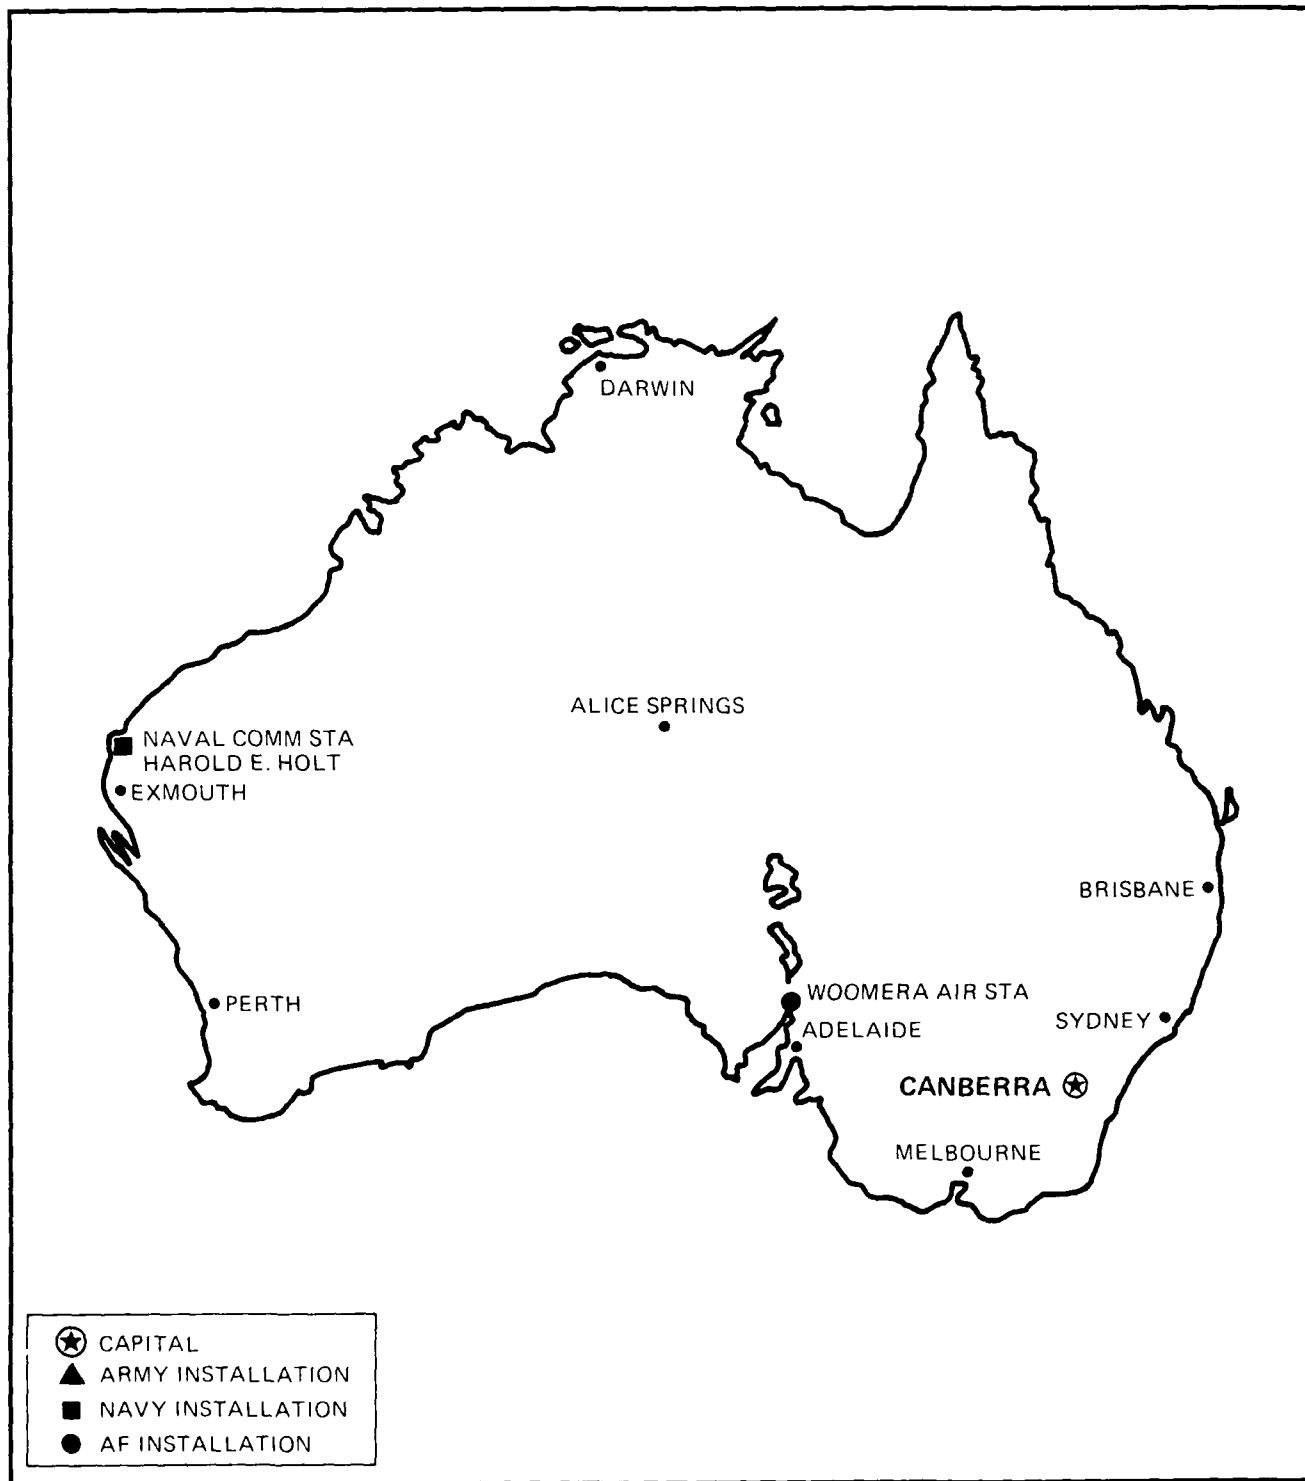 DARWIN
ALICE SPRINGS
NAVAL COMM STA
HAROLD E. HOLT
EXMOUTH
BRISBANE
PERTH
WOOMERA AIR STA
SYDNEY
ADELAIDE
CANBERRA
MELBOURNE
CAPITAL
ARMY INSTALLATION
NAVY INSTALLATION
AF INSTALLATION